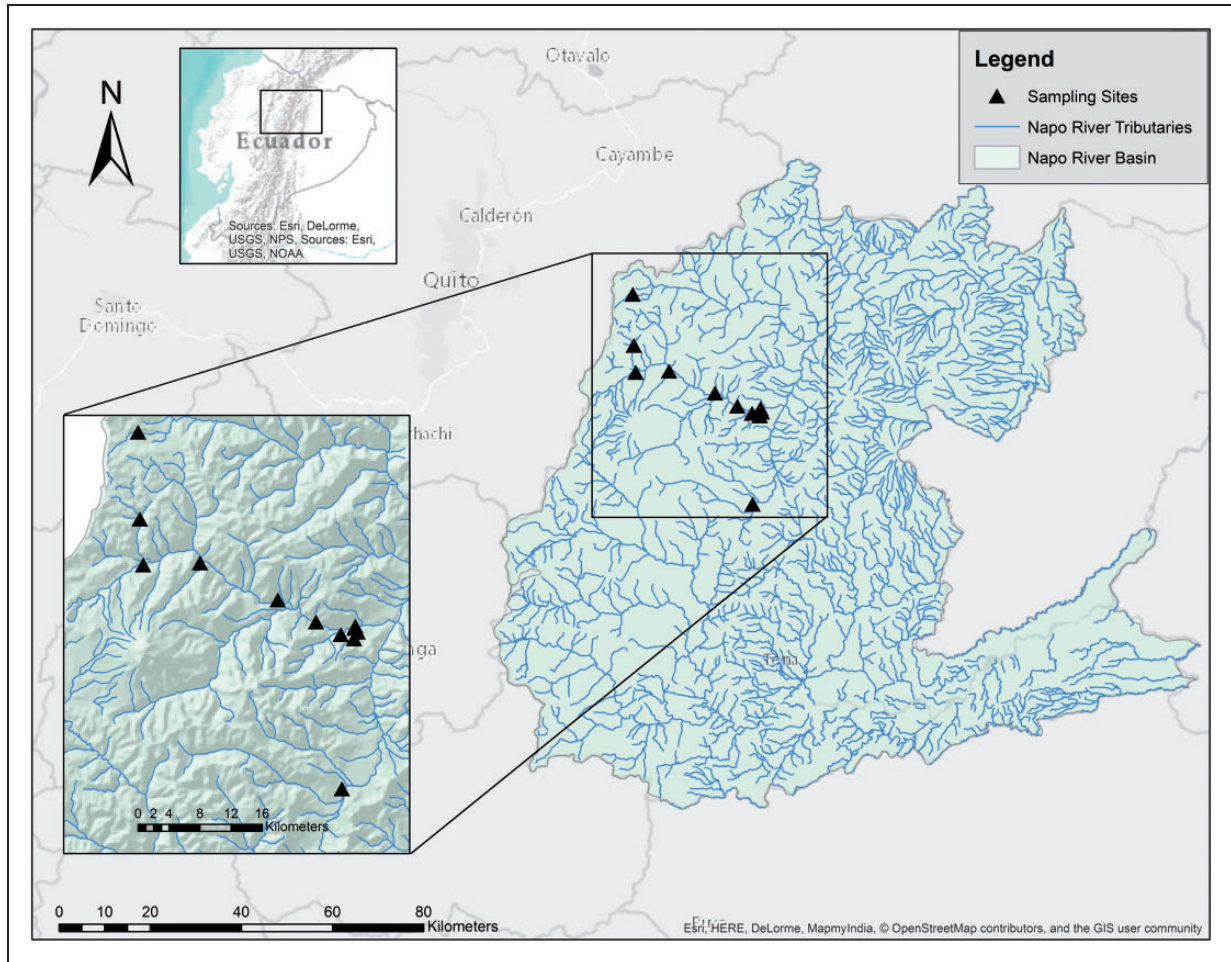 N
Ecuador
Sources: Esri, DeLorme,
USGS, NPS, Sources: Esri,
USGS, NOAA
Otavalo
Cayambe
Calderón
Quito
Santo
Domingo
Legend
Sampling Sites
Napo River Tributaries
Napo River Basin
chachi
nga
Tena
0 2 4 8 12 16
Kilometers
0 10 20 40 60 80
Kilometers
Esri, HERE, DeLorme, MapmyIndia, © OpenStreetMap contributors, and the GIS user community